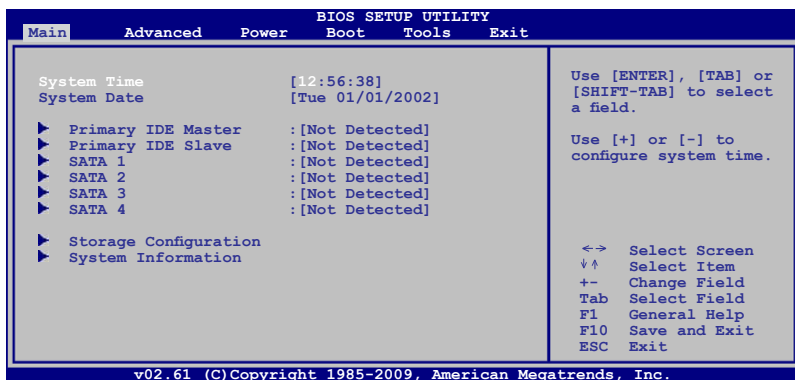 BIOS SETUP UTILITY
Main Advanced Power Boot Tools Exit
System Time [12:56:38]
System Date [Tue 01/01/2002]
Primary IDE Master :[Not Detected]
Primary IDE Slave :[Not Detected]
SATA 1 :[Not Detected]
SATA 2 :[Not Detected]
SATA 3 :[Not Detected]
SATA 4 :[Not Detected]
Storage Configuration
System Information
Use [ENTER], [TAB] or
[SHIFT-TAB] to select
a field.
Use [+] or [-] to
configure system time.
←→ Select Screen
↓↑ Select Item
+- Change Field
Tab Select Field
F1 General Help
F10 Save and Exit
ESC Exit
v02.61 (C)Copyright 1985-2009, American Megatrends, Inc.